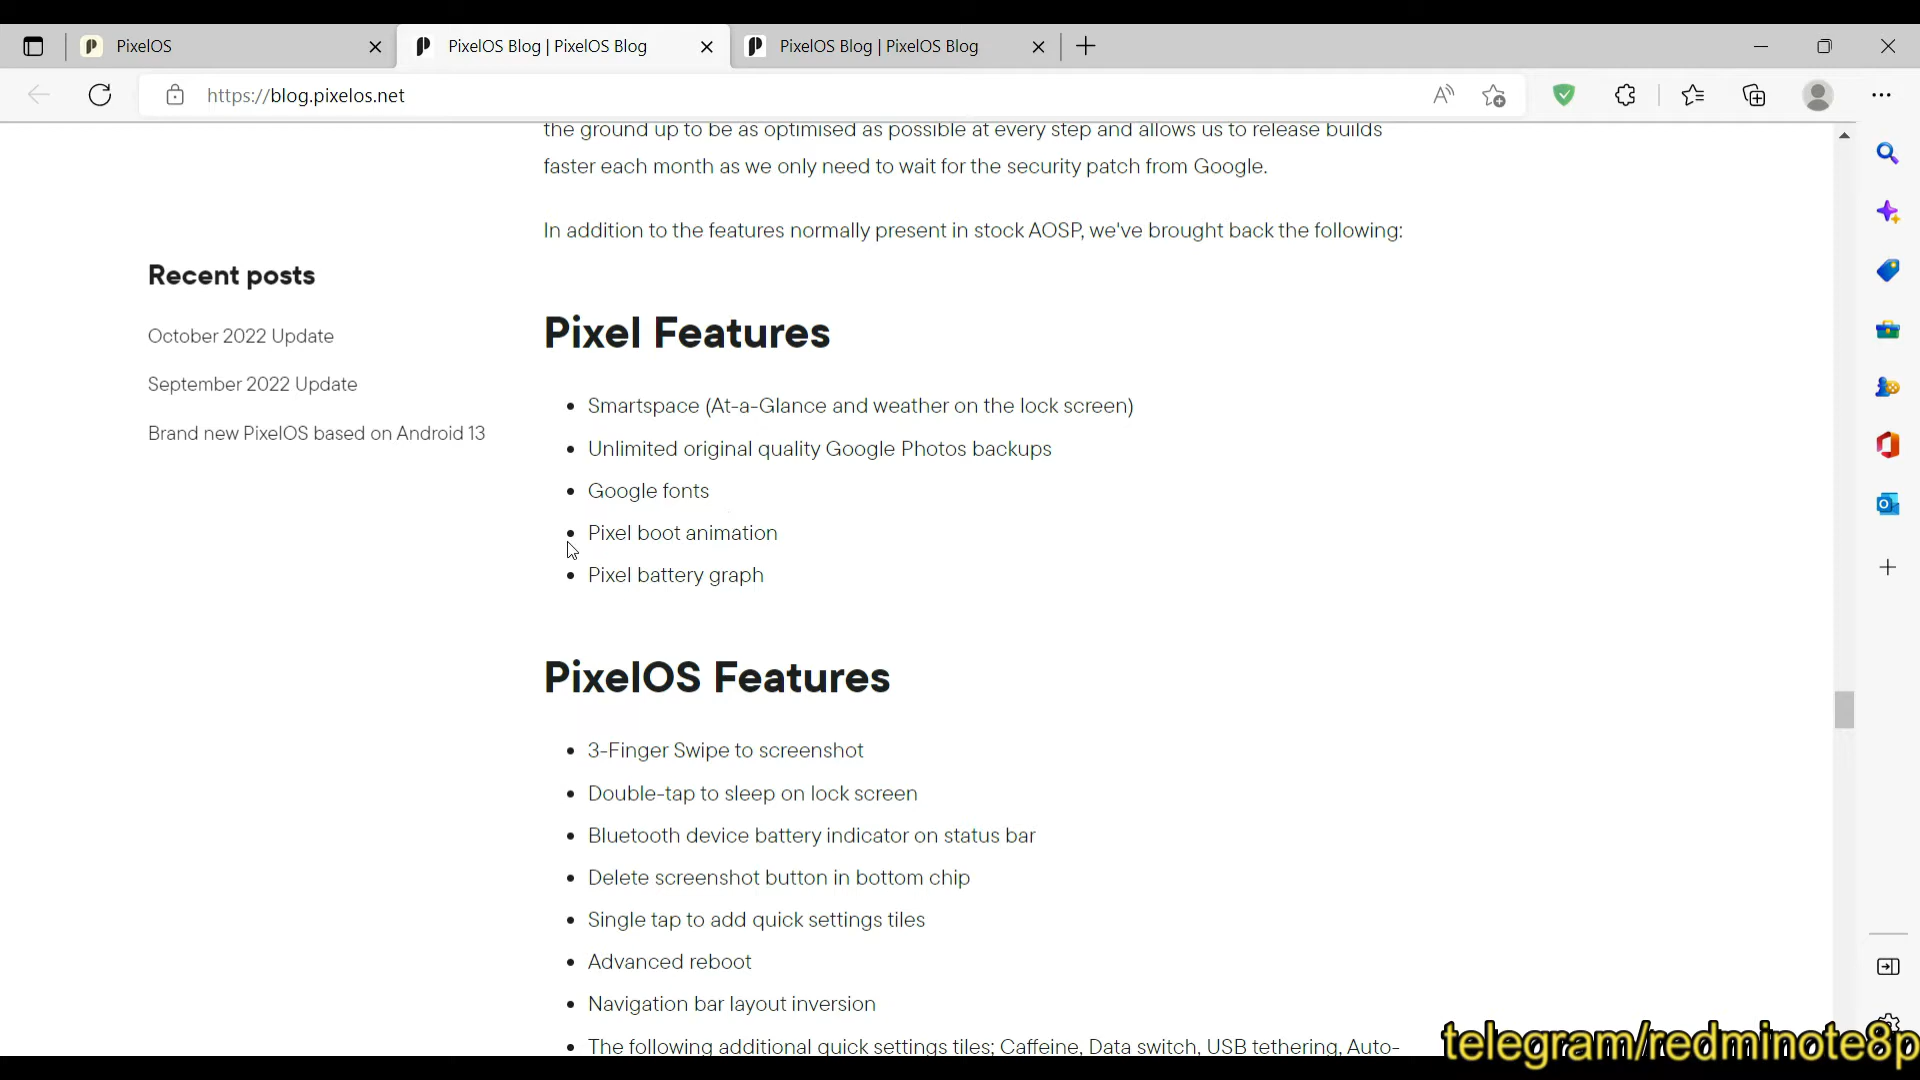 PixelOS
PixelOS Blog | PixelOS Blog
PixelOS Blog | PixelOS Blog
https://blog.pixelos.net
the ground up to be as optimised as possible at every step and allows us to release builds
faster each month as we only need to wait for the security patch from Google.
In addition to the features normally present in stock AOSP, we've brought back the following:
Recent posts
October 2022 Update
September 2022 Update
Brand new PixelOS based on Android 13
Pixel Features
• Smartspace (At-a-Glance and weather on the lock screen)
• Unlimited original quality Google Photos backups
• Google fonts
• Pixel boot animation
• Pixel battery graph
PixelOS Features
• 3-Finger Swipe to screenshot
• Double-tap to sleep on lock screen
• Bluetooth device battery indicator on status bar
• Delete screenshot button in bottom chip
• Single tap to add quick settings tiles
• Advanced reboot
• Navigation bar layout inversion
• The following additional quick settings tiles; Caffeine, Data switch, USB tethering, Auto-
telegram/redminote8p